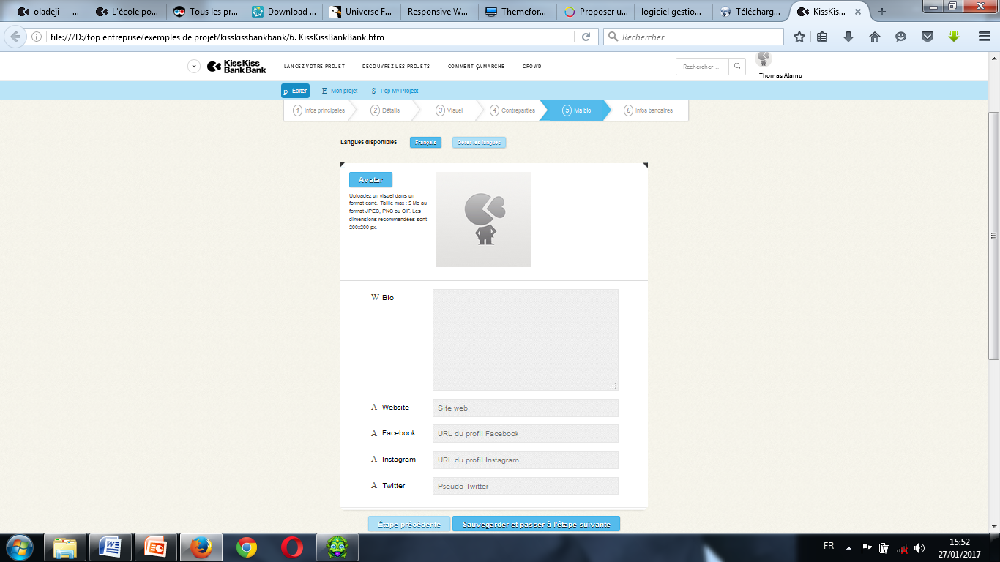 oladeji — ...
L'école po...
Tous les pr...
Download ...
Universe F...
Responsive W...
Themefor...
Proposer u...
logiciel gestio...
Télécharg...
KissKis...
file:///D:/top entreprise/exemples de projet/kisskissbankbank/6. KissKissBankBank.htm
Rechercher
KissKiss
BankBank
LANCEZ VOTRE PROJET
DÉCOUVREZ LES PROJETS
COMMENT ÇA MARCHE
CROWD
Rechercher...
Thomas Alamu
p Éditer
E Mon projet
S Pop My Project
1 Infos principales
2 Détails
3 Visuel
4 Contreparties
5 Ma bio
6 Infos bancaires
Langues disponibles
Français
Gérer les langues
Avatar
Uploadez un visuel dans un
format carré. Taille max : 5 Mo au
format JPEG, PNG ou GIF. Les
dimensions recommandées sont
200x200 px.
W Bio
A Website
Site web
A Facebook
URL du profil Facebook
A Instagram
URL du profil Instagram
A Twitter
Pseudo Twitter
Étape précédente
Sauvegarder et passer à l'étape suivante
FR
15:52
27/01/2017